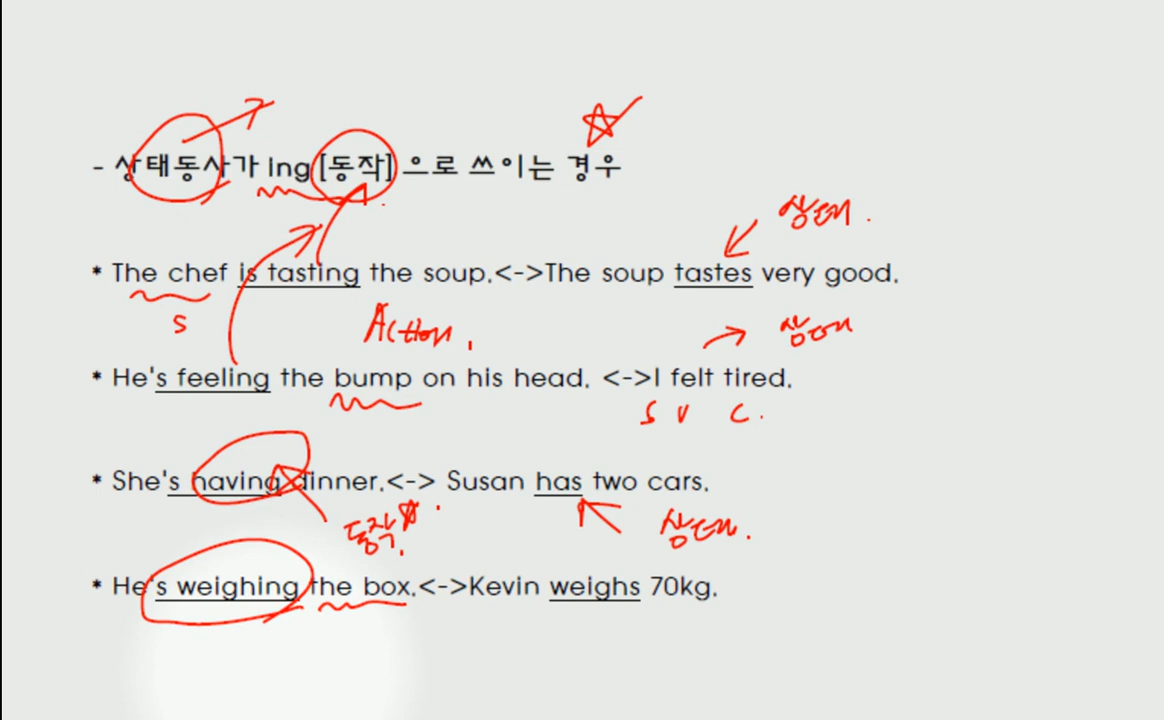 - 상태동사가 ing [동작] 으로 쓰이는 경우
상태.
* The chef is tasting the soup.<->The soup tastes very good.
S
Action.
상태
* He's feeling the bump on his head. <->I felt tired.
S V C.
* She's having dinner.<-> Susan has two cars.
동작.
상태.
* He's weighing the box.<->Kevin weighs 70kg.